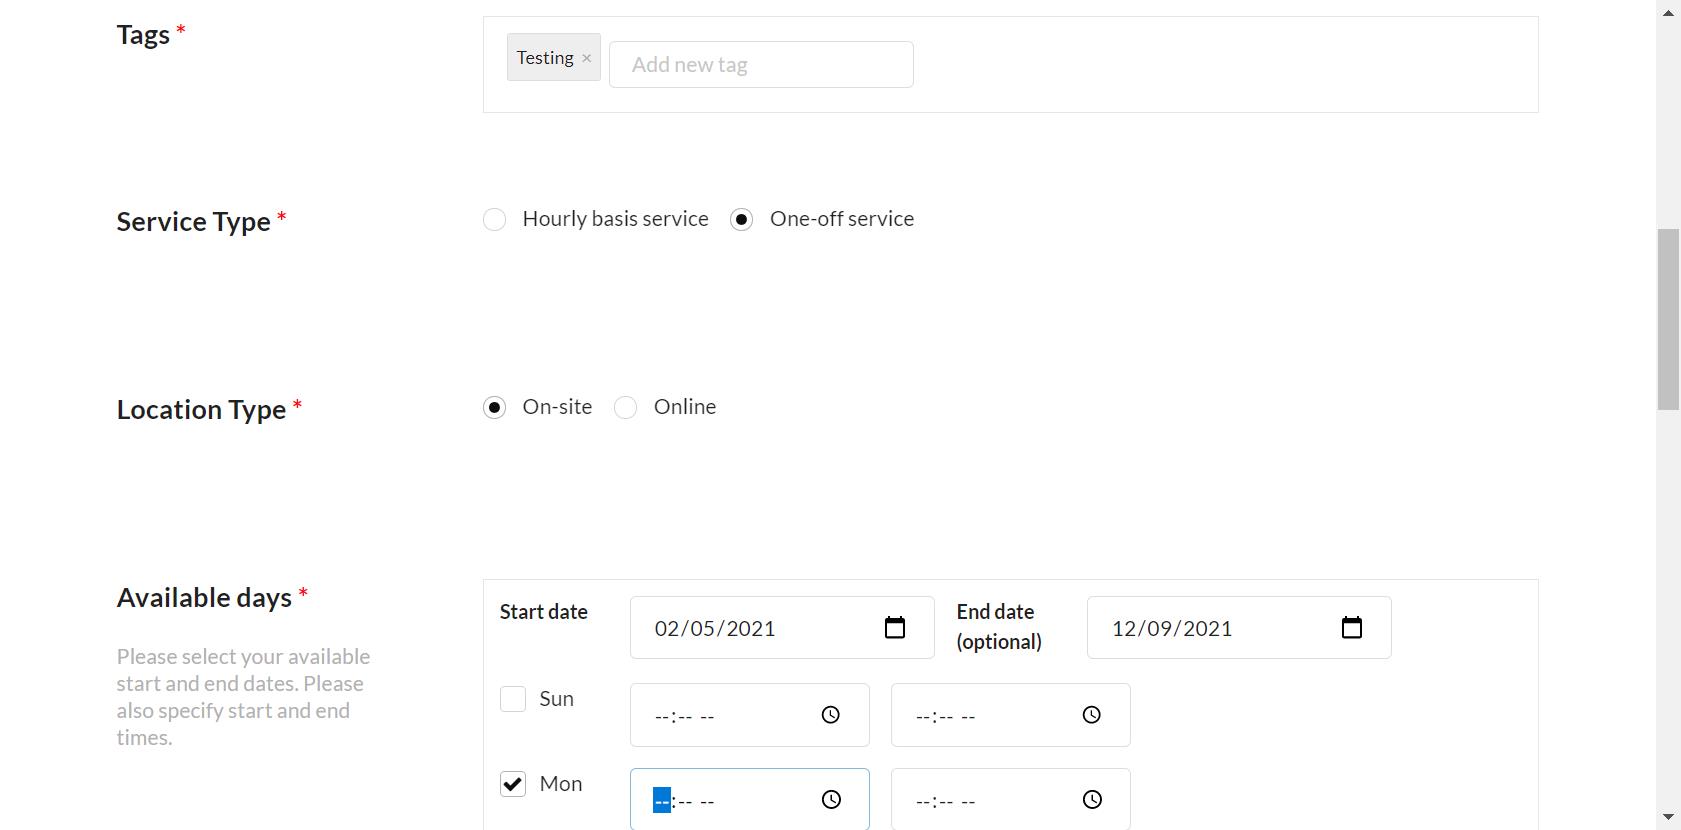 Tags *
Testing ×
Add new tag
Service Type *
Hourly basis service
One-off service
Location Type *
On-site
Online
Available days *
Please select your available
start and end dates. Please
also specify start and end
times.
Start date
02/05/2021
End date
(optional)
12/09/2021
Sun
--:-- --
--:-- --
Mon
--:-- --
--:-- --